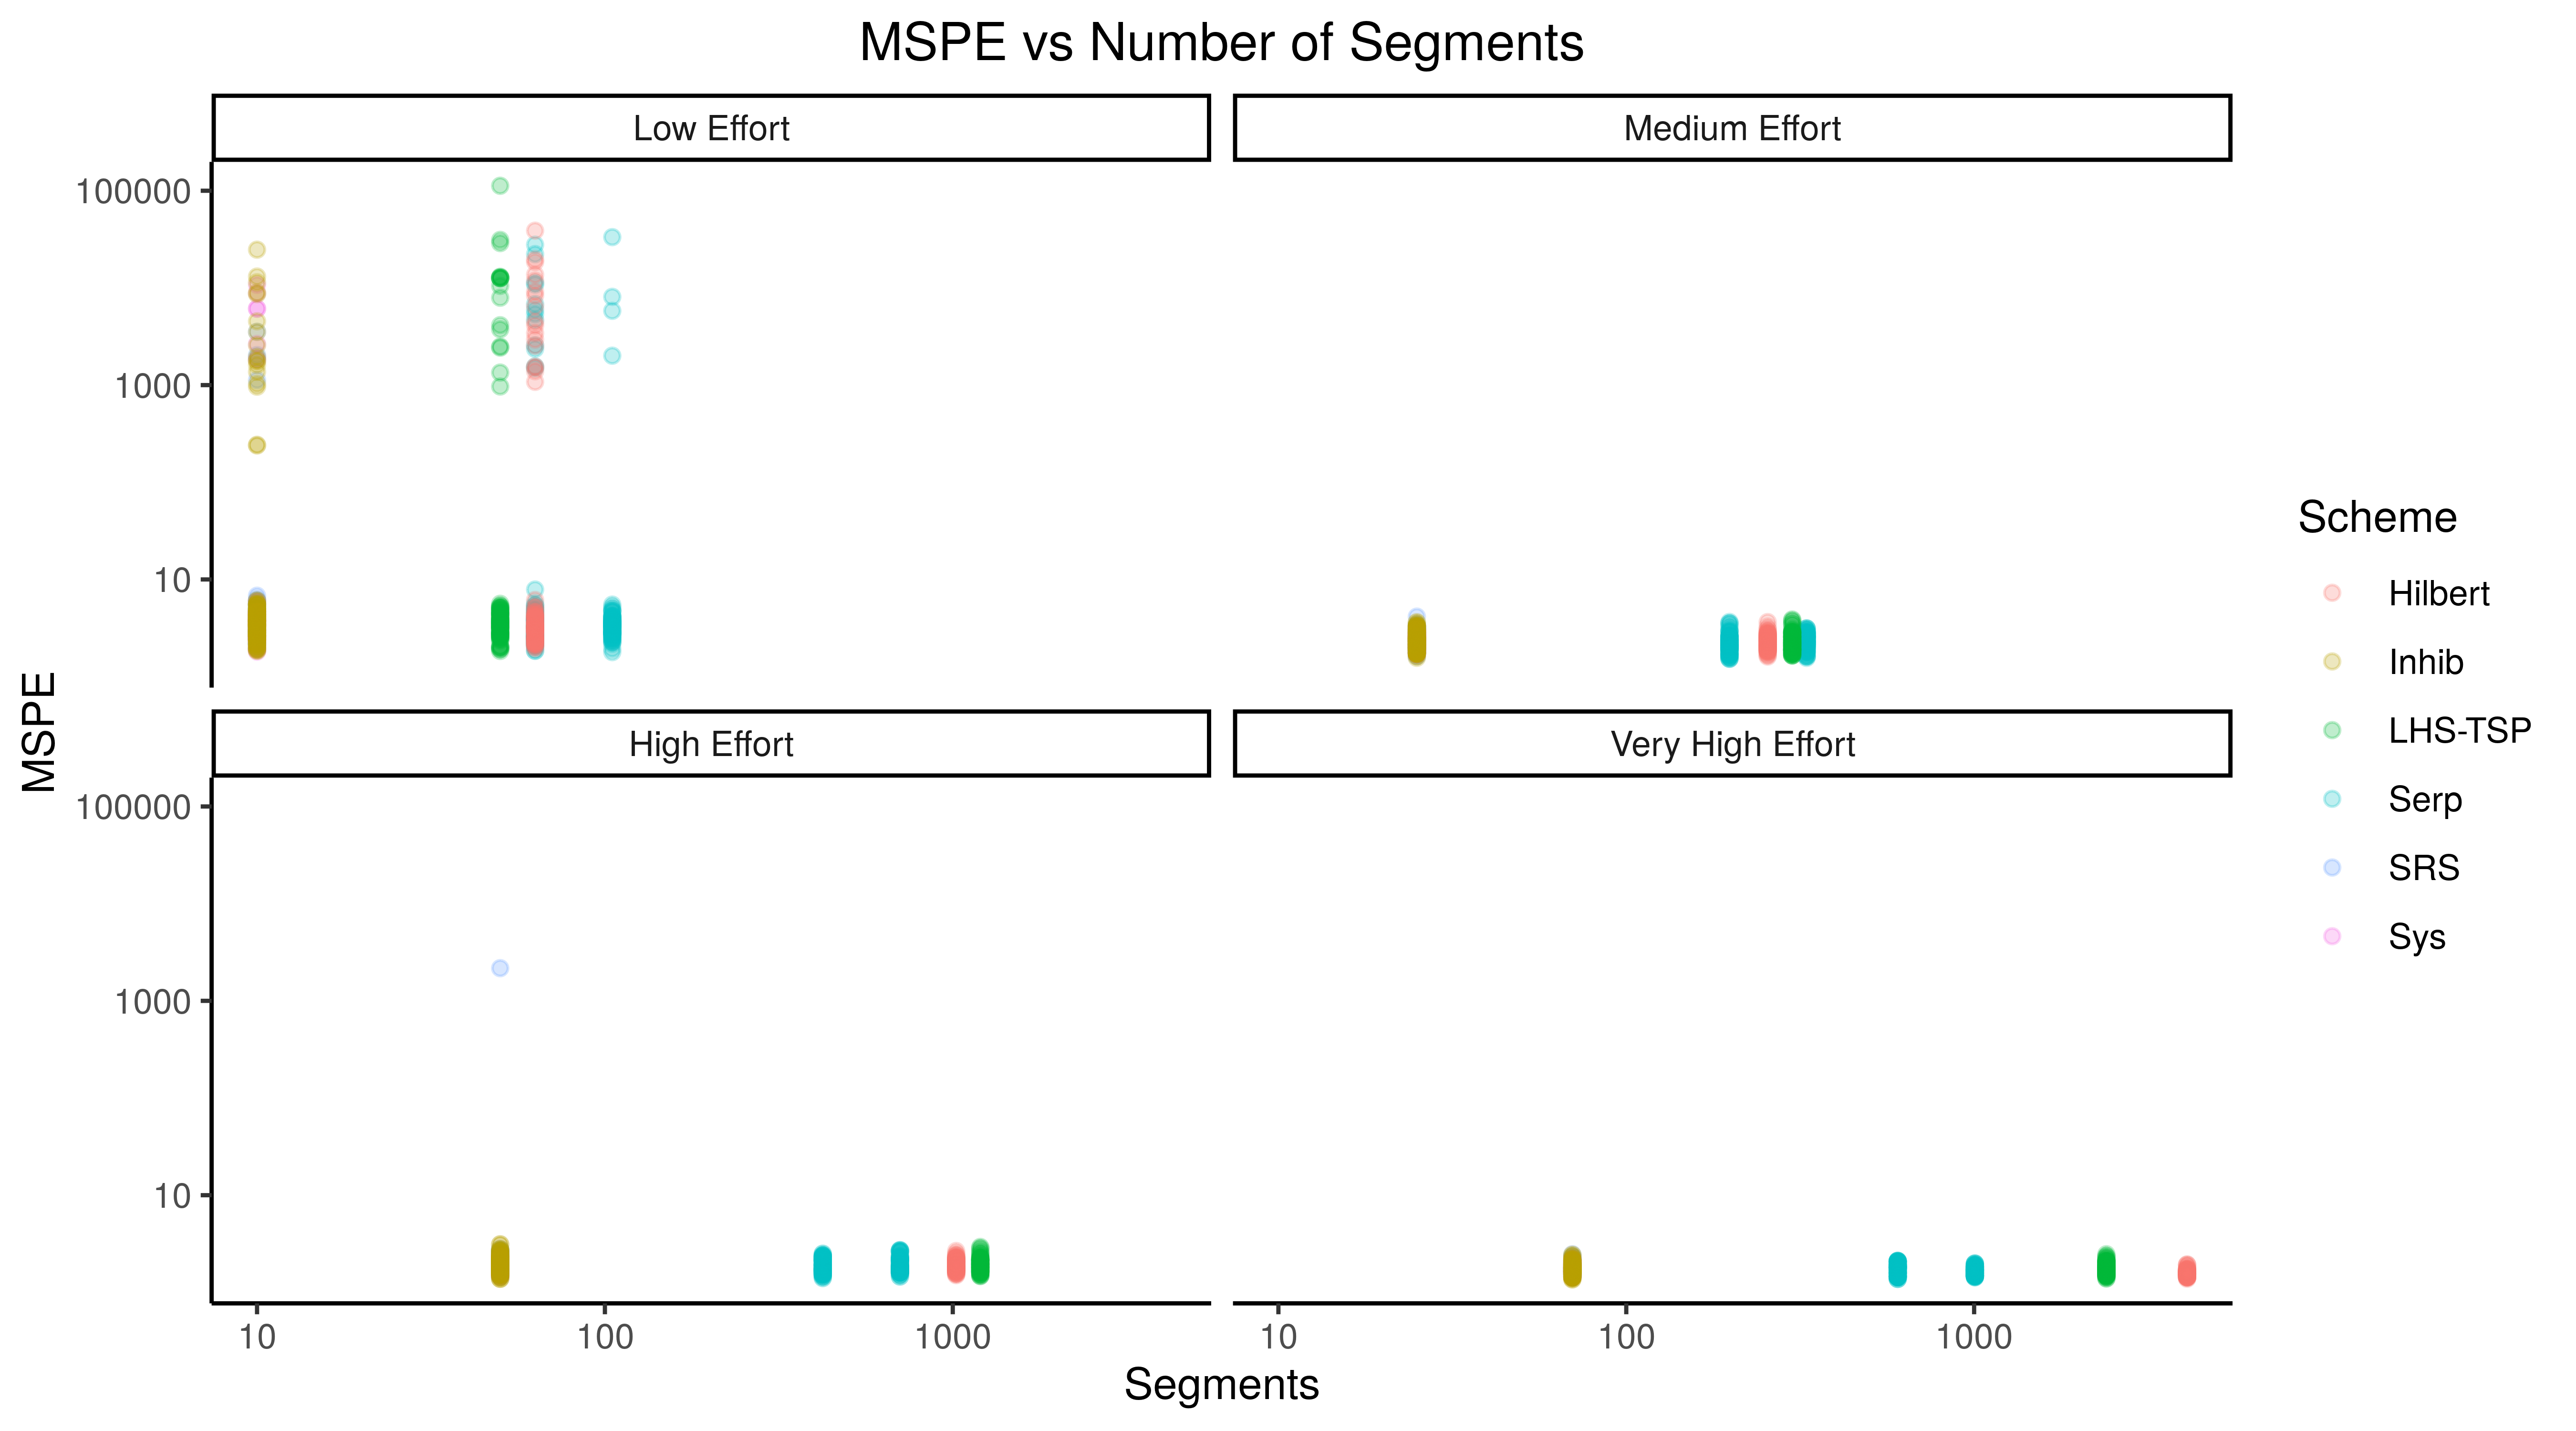 MSPE vs Number of Segments
Low Effort
Medium Effort
100000
1000
10
High Effort
Very High Effort
100000
1000
10
10
100
1000
10
100
1000
Segments
MSPE
Scheme
Hilbert
Inhib
LHS-TSP
Serp
SRS
Sys